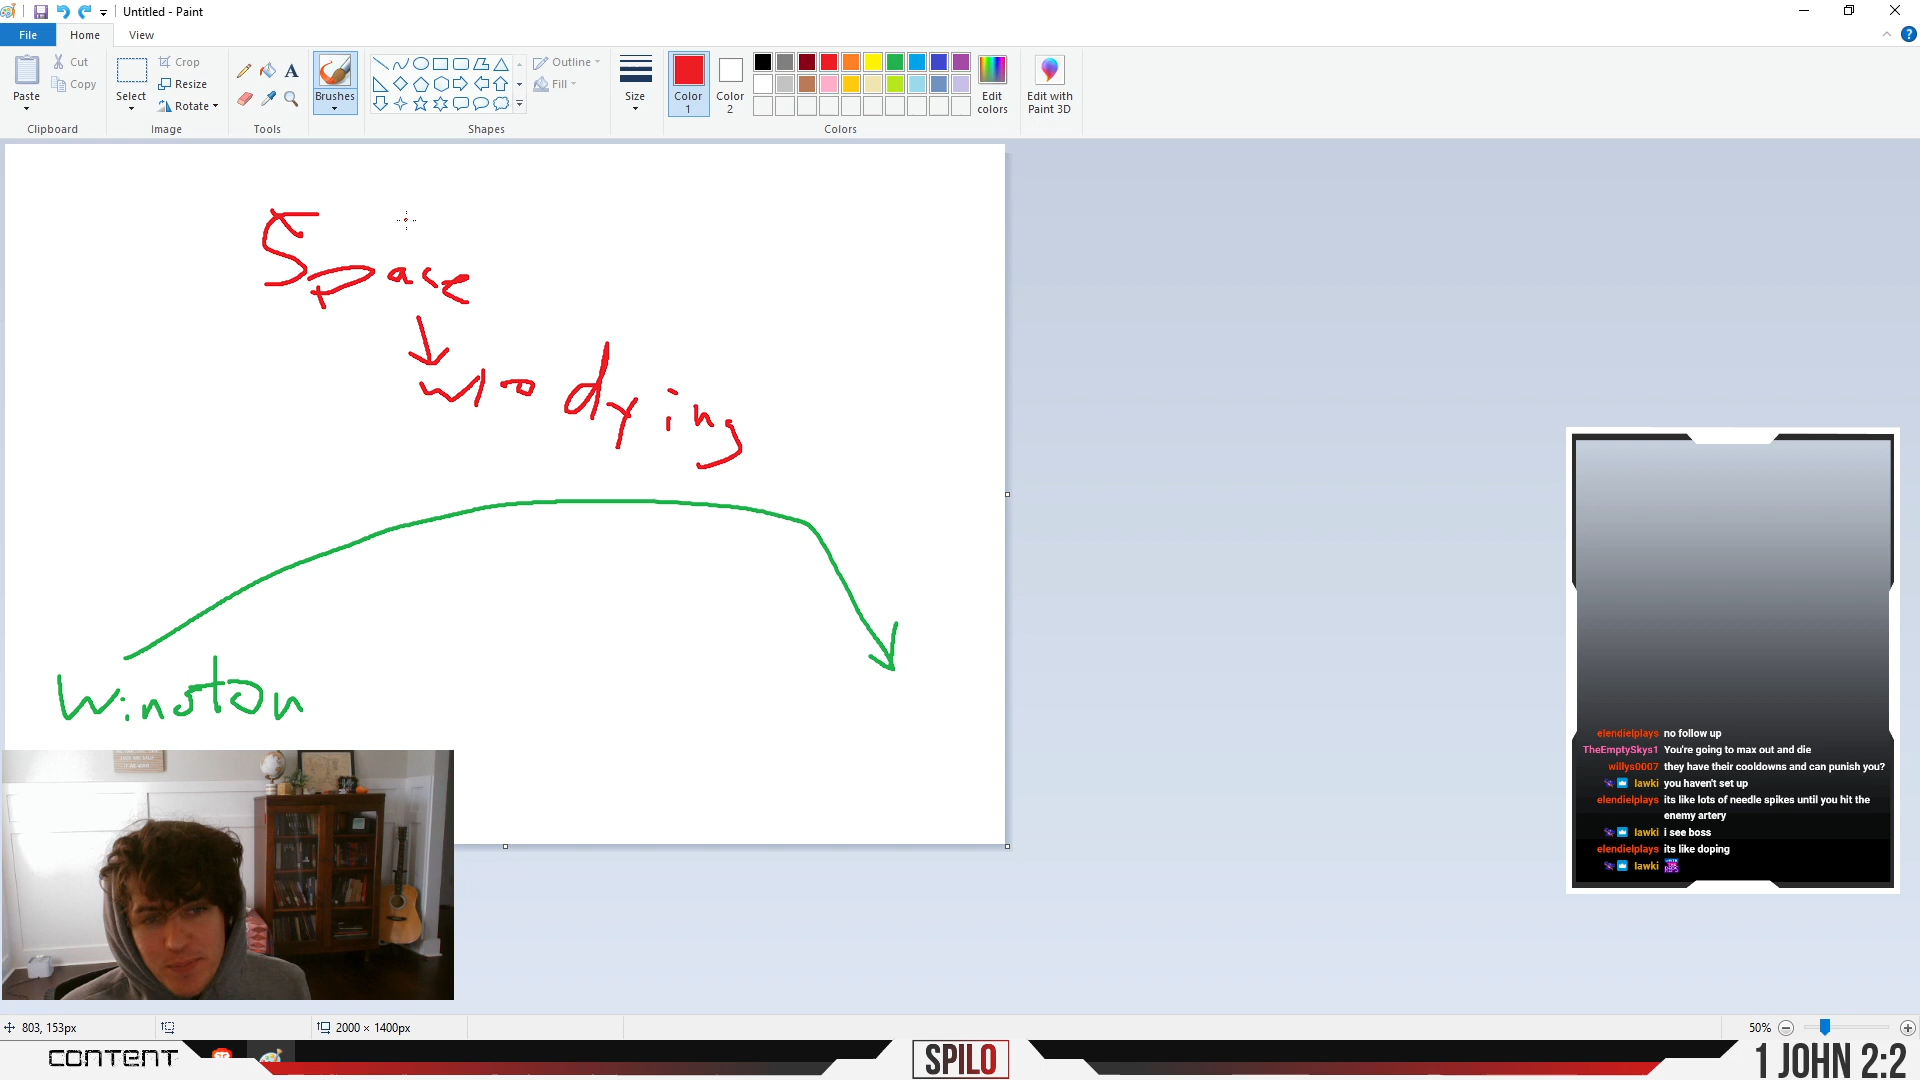 Untitled - Paint
File Home View
Paste
Cut
Copy
Clipboard
Select
Crop
Resize
Rotate
Image
Tools
Brushes
Shapes
Outline
Fill
Size
Color 1
Color 2
Colors
Edit colors
Edit with Paint 3D
Space
w/o dying
Winston
elendielplays no follow up
TheEmptySkys1 You're going to max out and die
willys0007 they have their cooldowns and can punish you?
lawki you haven't set up
elendielplays its like lots of needle spikes until you hit the
enemy artery
lawki i see boss
elendielplays its like doping
lawki
803, 153px
2000 × 1400px
50%
CONTENT
SPILO
1 JOHN 2:2